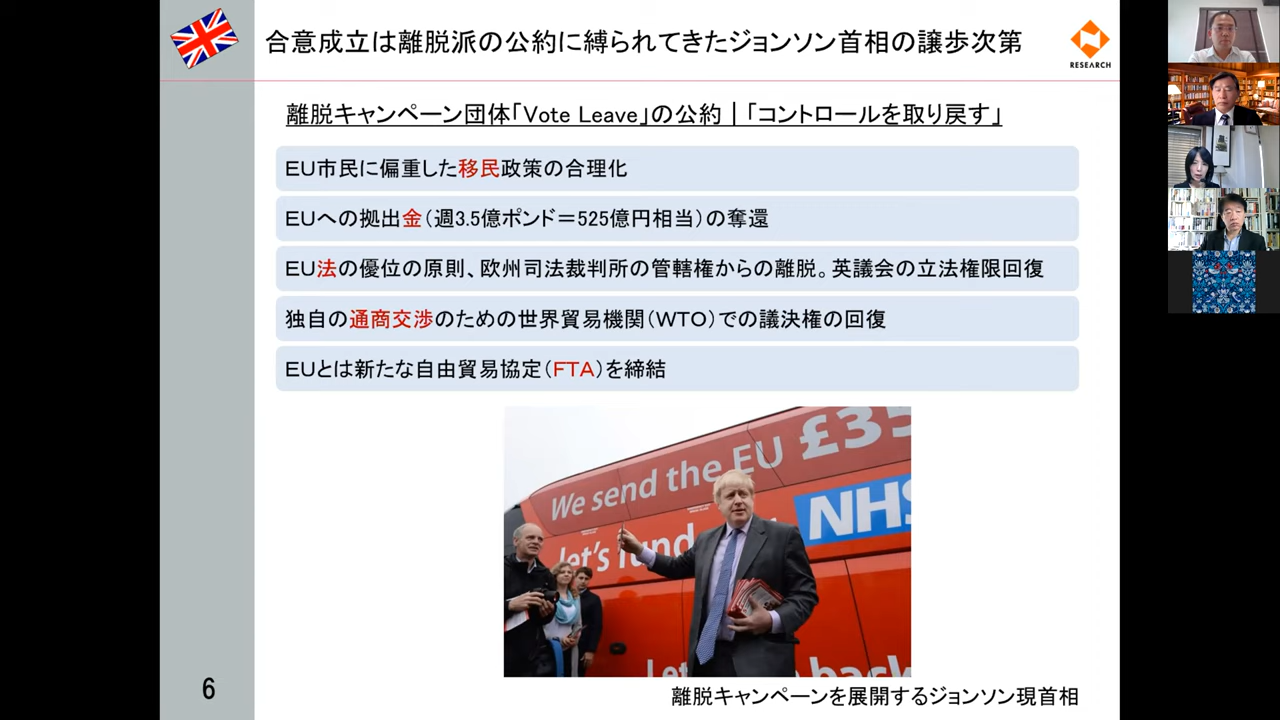 合意成立は離脱派の公約に縛られてきたジョンソン首相の譲歩次第
RESEARCH
離脱キャンペーン団体「Vote Leave」の公約｜「コントロールを取り戻す」
ＥＵ市民に偏重した移民政策の合理化
ＥＵへの拠出金（週3.5億ポンド＝525億円相当）の奪還
ＥＵ法の優位の原則、欧州司法裁判所の管轄権からの離脱。英議会の立法権限回復
独自の通商交渉のための世界貿易機関（ＷＴＯ）での議決権の回復
ＥＵとは新たな自由貿易協定（FTA）を締結
We send the EU £35
let's fund
NHS
Let
back
離脱キャンペーンを展開するジョンソン現首相
6